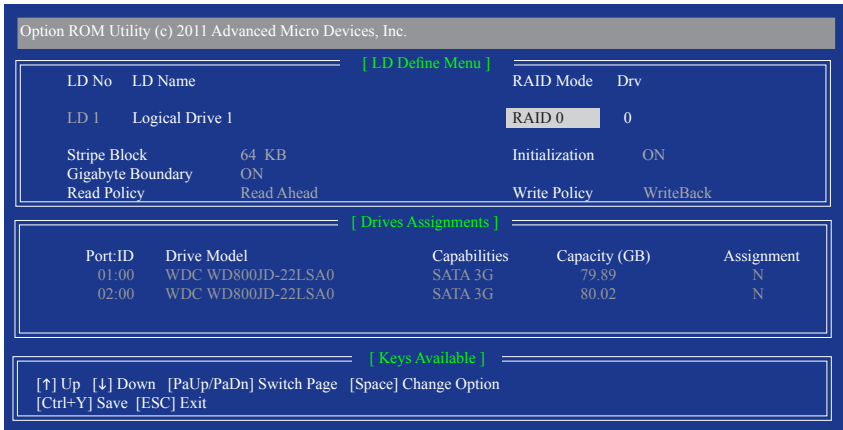 Option ROM Utility (c) 2011 Advanced Micro Devices, Inc.
[ LD Define Menu ]
LD No LD Name RAID Mode Drv
LD 1 Logical Drive 1 RAID 0 0
Stripe Block 64 KB Initialization ON
Gigabyte Boundary ON
Read Policy Read Ahead Write Policy WriteBack
[ Drives Assignments ]
Port:ID Drive Model Capabilities Capacity (GB) Assignment
01:00 WDC WD800JD-22LSA0 SATA 3G 79.89 N
02:00 WDC WD800JD-22LSA0 SATA 3G 80.02 N
[ Keys Available ]
[↑] Up [↓] Down [PaUp/PaDn] Switch Page [Space] Change Option
[Ctrl+Y] Save [ESC] Exit